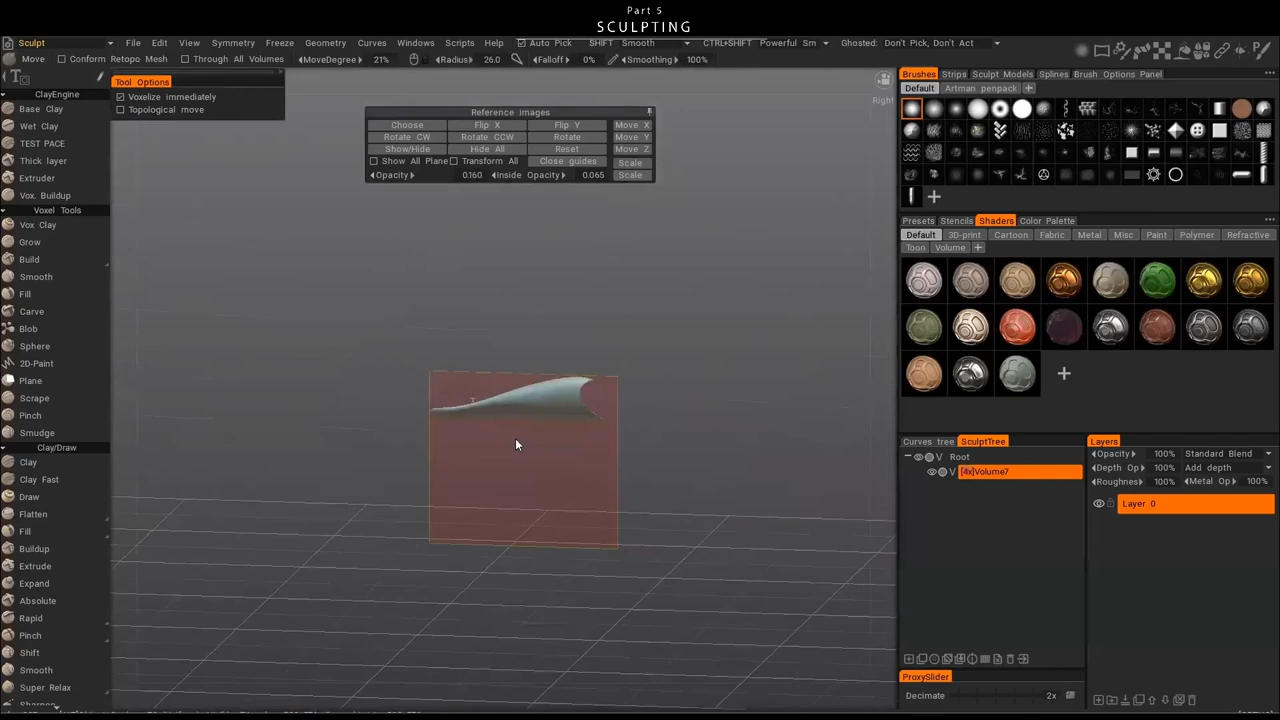 Part 5
SCULPTING
Sculpt File Edit View Symmetry Freeze Geometry Curves Windows Scripts Help Auto Pick SHIFT Smooth CTRL+SHIFT Powerful Sm Ghosted: Don't Pick, Don't Act
Move Conform Retopo Mesh Through All Volumes MoveDegree 21% Radius 26.0 Falloff 0% Smoothing 100%
Tool Options
Voxelize immediately
Topological move
Right
ClayEngine
Base Clay
Wet Clay
TEST PACE
Thick layer
Extruder
Vox. Buildup
Voxel Tools
Vox Clay
Grow
Build
Smooth
Fill
Carve
Blob
Sphere
2D-Paint
Plane
Scrape
Pinch
Smudge
Clay/Draw
Clay
Clay Fast
Draw
Flatten
Fill
Buildup
Extrude
Expand
Absolute
Rapid
Pinch
Shift
Smooth
Super Relax
Reference images
Choose Flip X Flip Y Move X
Rotate CW Rotate CCW Rotate Move Y
Show/Hide Hide All Reset Move Z
Show All Plane Transform All Close guides Scale
Opacity 0.160 Inside Opacity 0.065 Scale
Brushes Strips Sculpt Models Splines Brush Options Panel
Default Artman penpack
Presets Stencils Shaders Color Palette
Default 3D-print Cartoon Fabric Metal Misc Paint Polymer Refractive
Toon Volume
Curves tree SculptTree
V Root
V [4x]Volume7
ProxySlider
Decimate 2x
Layers
Opacity 100% Standard Blend
Depth Op 100% Add depth
Roughness 100% Metal Op 100%
Layer 0